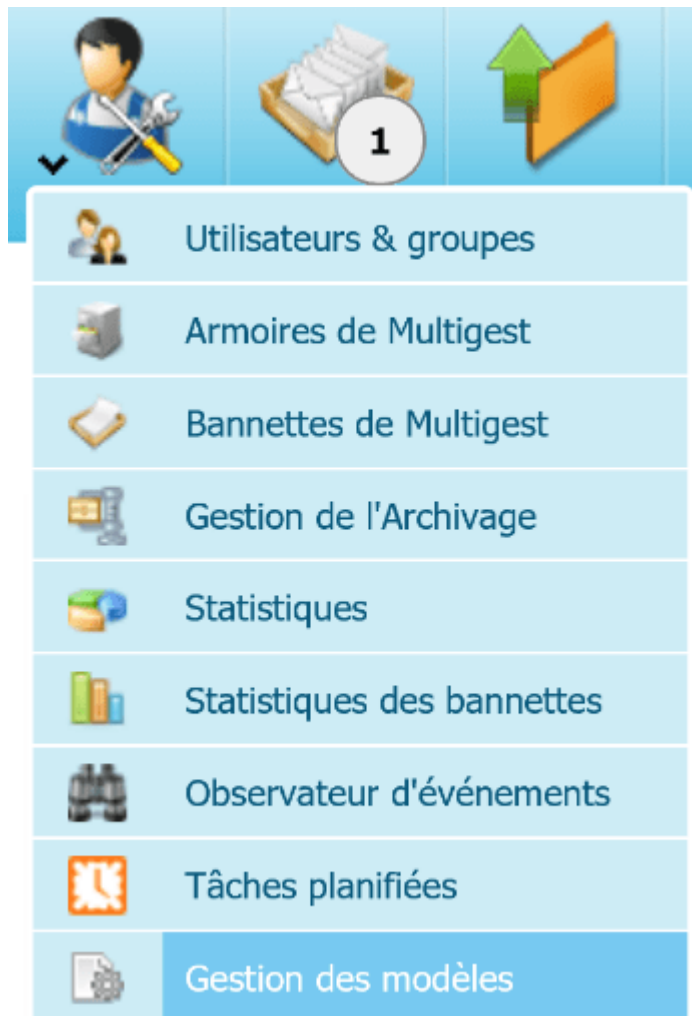 1
Utilisateurs & groupes
Armoires de Multigest
Bannettes de Multigest
Gestion de l'Archivage
Statistiques
Statistiques des bannettes
Observateur d'événements
Tâches planifiées
Gestion des modèles